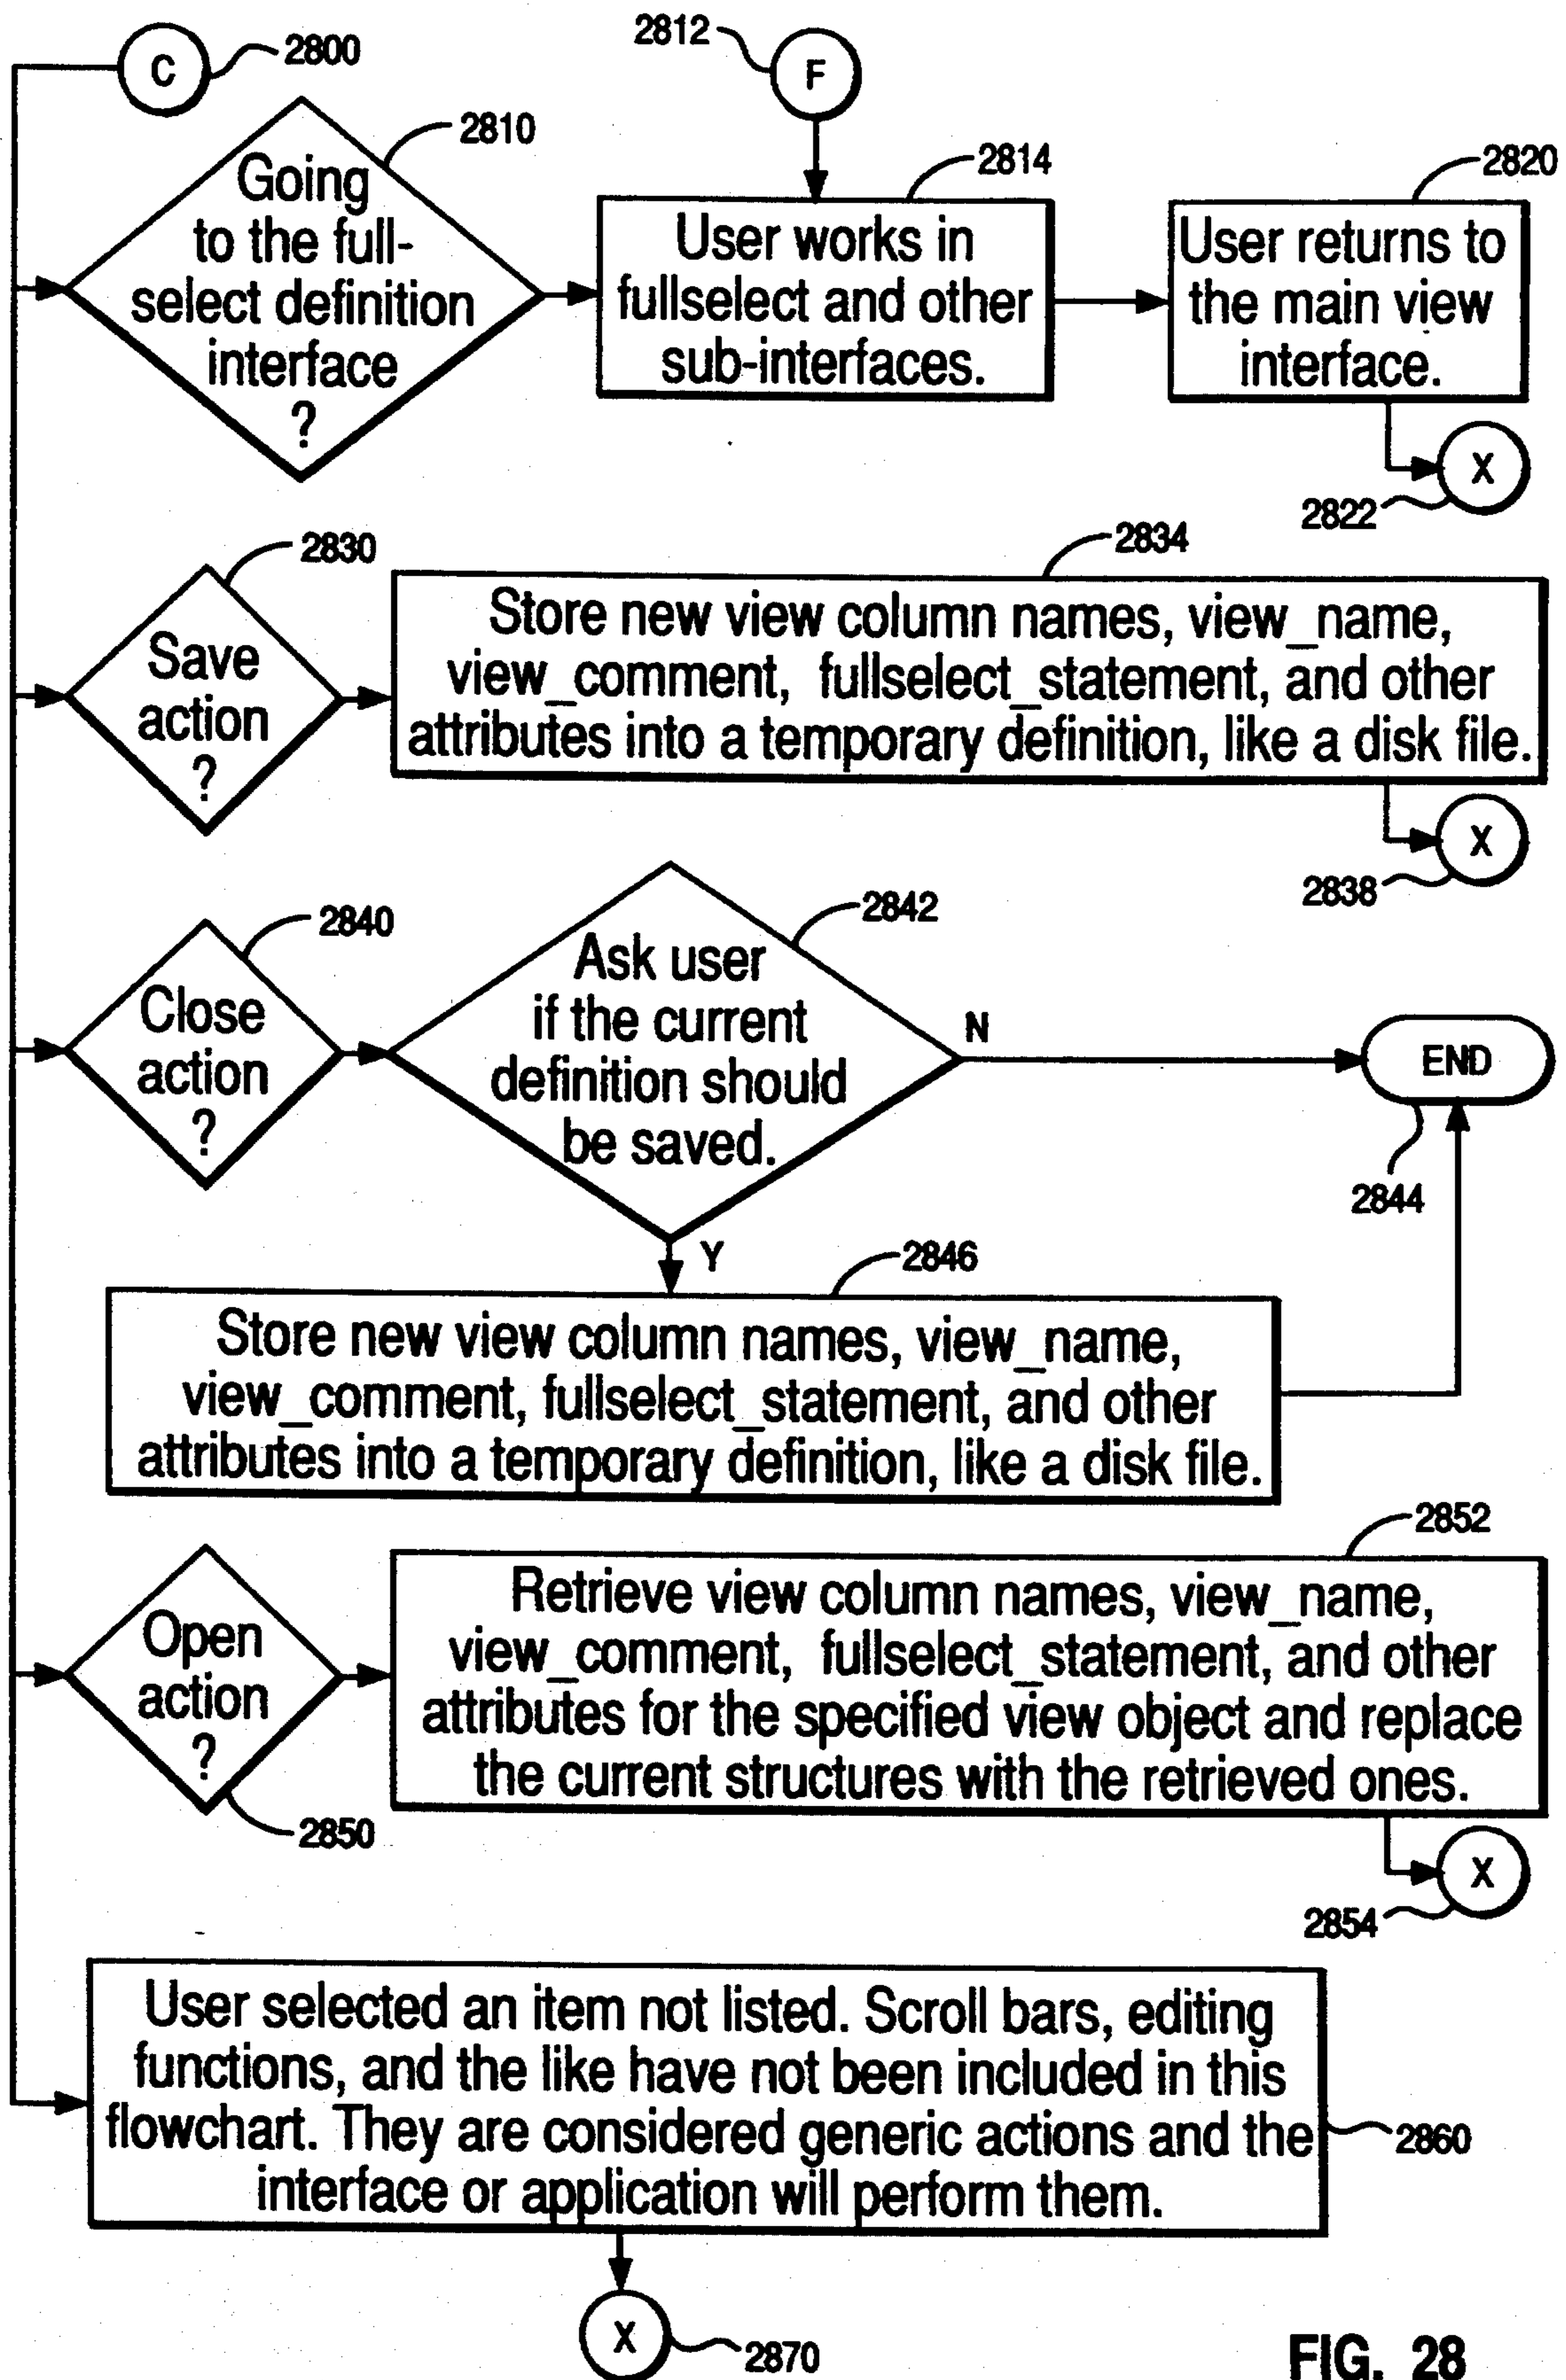 C
2800
2812
F
2810
Going
to the full-
select definition
interface
?
2814
User works in
fullselect and other
sub-interfaces.
2820
User returns to
the main view
interface.
X
2822
2830
Save
action
?
2834
Store new view column names, view_name,
view_comment, fullselect_statement, and other
attributes into a temporary definition, like a disk file.
X
2838
2840
Close
action
?
2842
Ask user
if the current
definition should
be saved.
N
END
2844
Y
2846
Store new view column names, view_name,
view_comment, fullselect_statement, and other
attributes into a temporary definition, like a disk file.
Open
action
?
2850
2852
Retrieve view column names, view_name,
view_comment, fullselect_statement, and other
attributes for the specified view object and replace
the current structures with the retrieved ones.
X
2854
User selected an item not listed. Scroll bars, editing
functions, and the like have not been included in this
flowchart. They are considered generic actions and the
interface or application will perform them.
2860
X
2870
FIG. 28